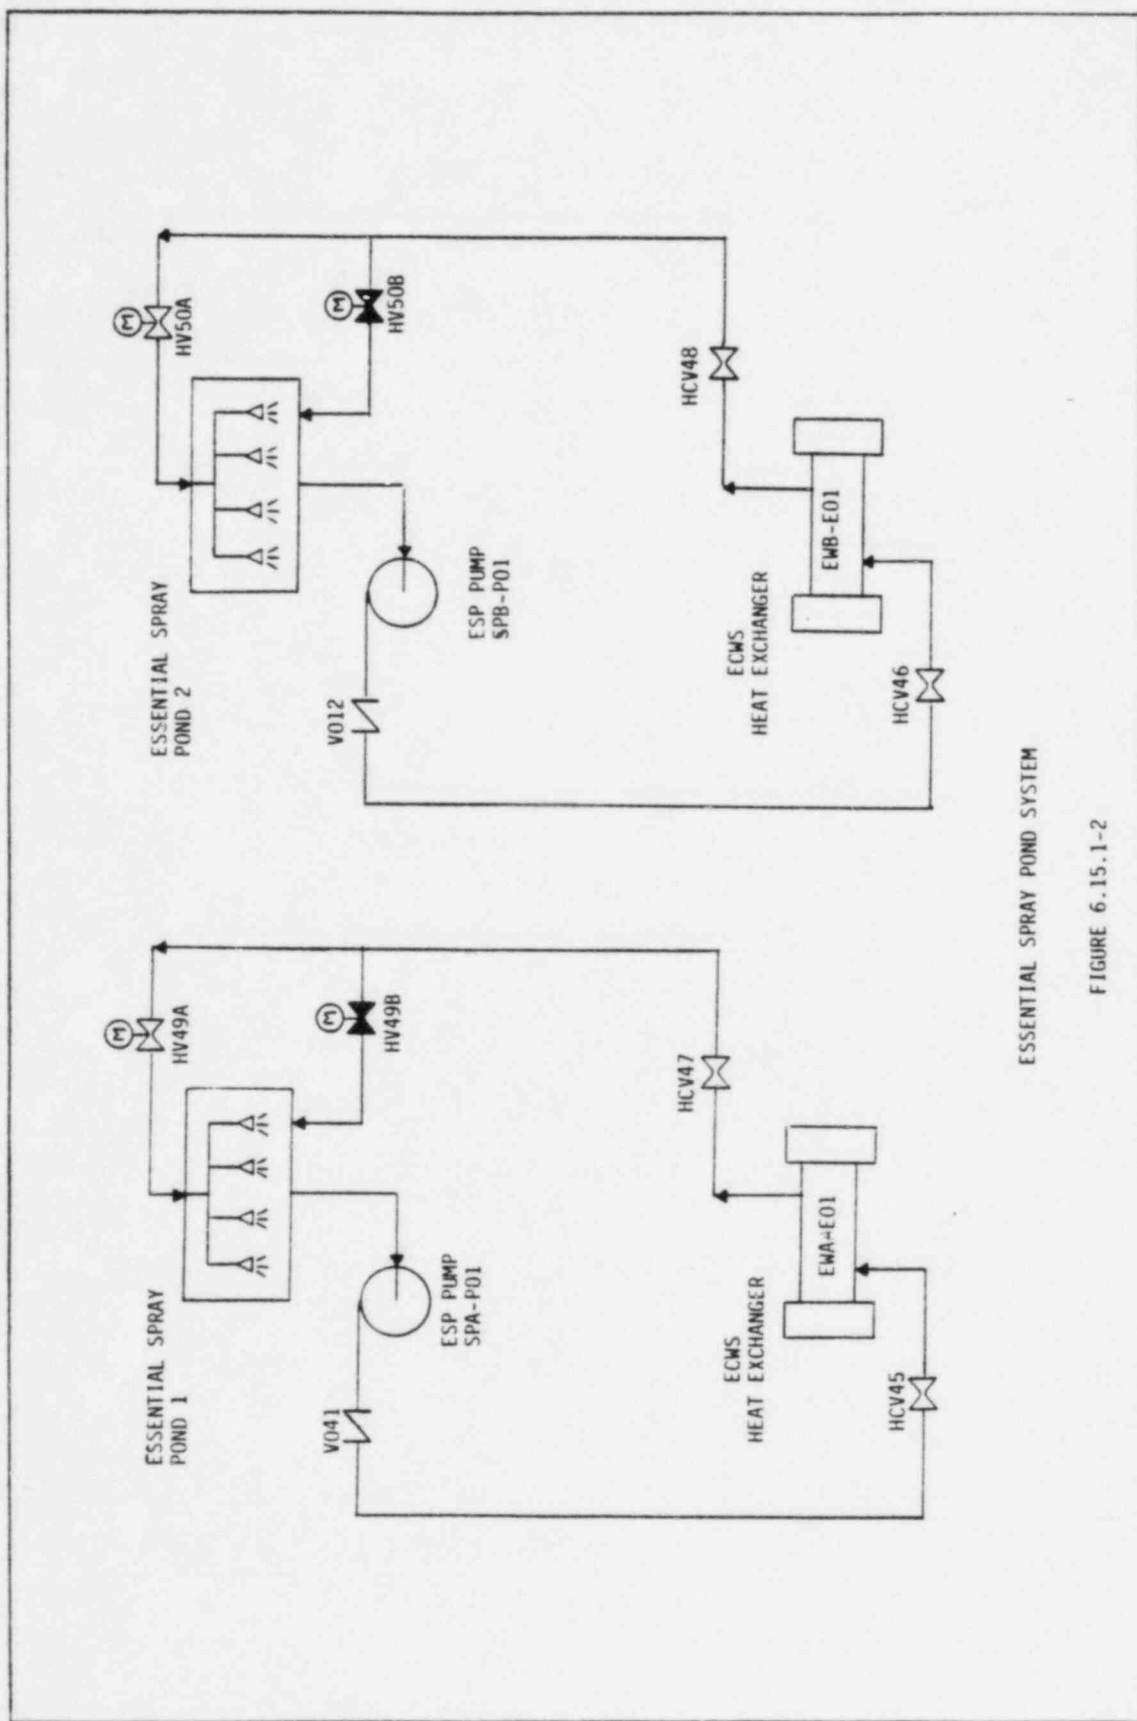 ESSENTIAL SPRAY
POND 1
M
HV49A
M
HV49B
V041
ESP PUMP
SPA-P01
HCV47
ECWS
HEAT EXCHANGER
EWA-E01
HCV45
ESSENTIAL SPRAY
POND 2
M
HV50A
M
HV50B
V012
ESP PUMP
SPB-P01
HCV48
ECWS
HEAT EXCHANGER
EWB-E01
HCV46
ESSENTIAL SPRAY POND SYSTEM
FIGURE 6.15.1-2